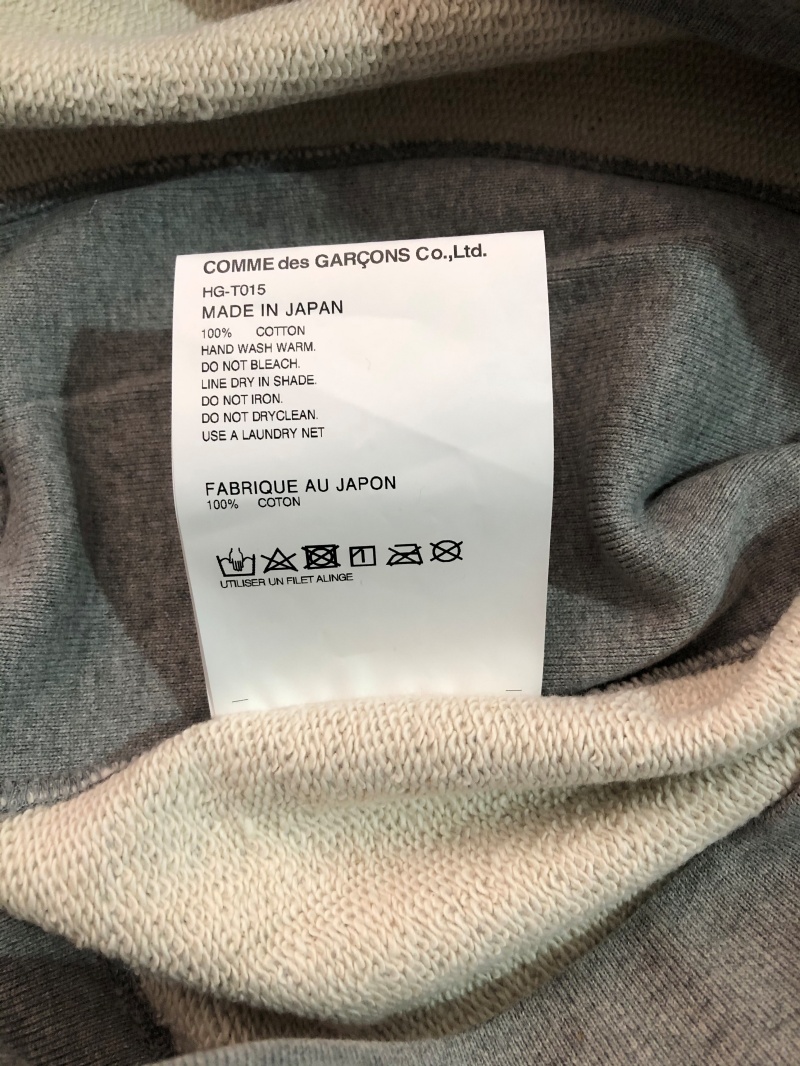 COMME des GARÇONS Co.,Ltd.
HG-T015
MADE IN JAPAN
100% COTTON
HAND WASH WARM.
DO NOT BLEACH.
LINE DRY IN SHADE.
DO NOT IRON.
DO NOT DRYCLEAN.
USE A LAUNDRY NET
FABRIQUE AU JAPON
100% COTON
UTILISER UN FILET ALINGE